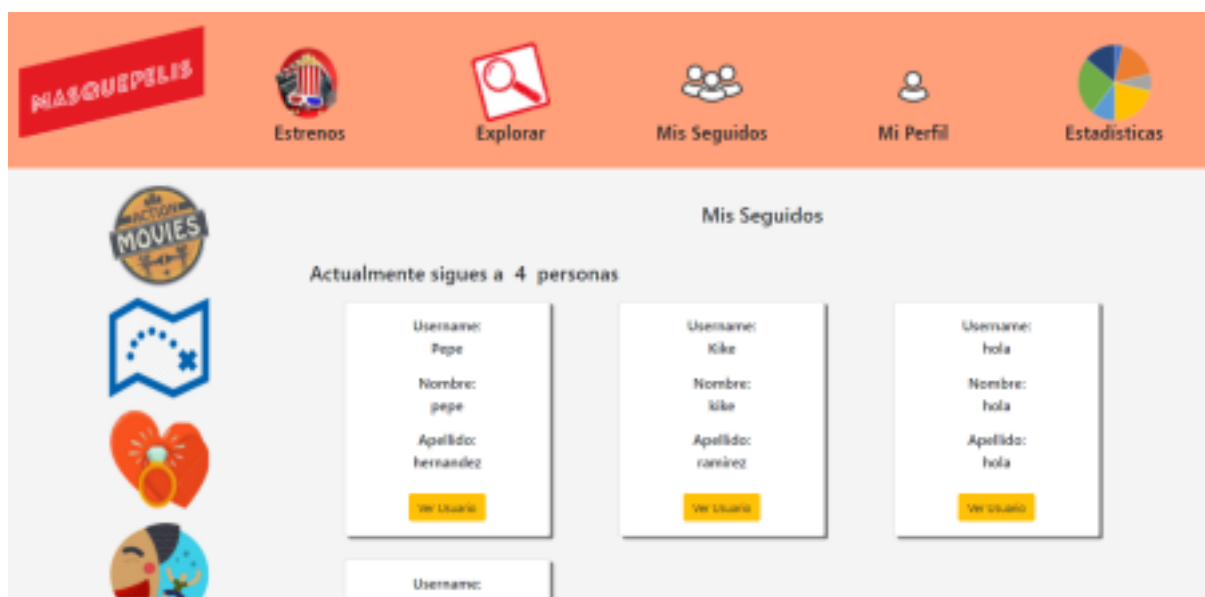 MASQUEPELIS
Estrenos
Explorar
Mis Seguidos
Mi Perfil
Estadísticas
ACTION
MOVIES
Mis Seguidos
Actualmente sigues a 4 personas
Username:
Pepe
Nombre:
pepe
Apellido:
hernandez
Ver Usuario
Username:
Kike
Nombre:
kike
Apellido:
ramirez
Ver Usuario
Username:
hola
Nombre:
hola
Apellido:
hola
Ver Usuario
Username: